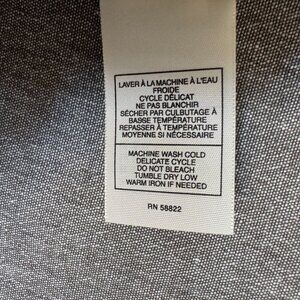 LAVER À LA MACHINE À L'EAU
FROIDE
CYCLE DÉLICAT
NE PAS BLANCHIR
SÉCHER PAR CULBUTAGE À
BASSE TEMPÉRATURE
REPASSER À TEMPÉRATURE
MOYENNE SI NÉCESSAIRE
MACHINE WASH COLD
DELICATE CYCLE
DO NOT BLEACH
TUMBLE DRY LOW
WARM IRON IF NEEDED
RN 58822